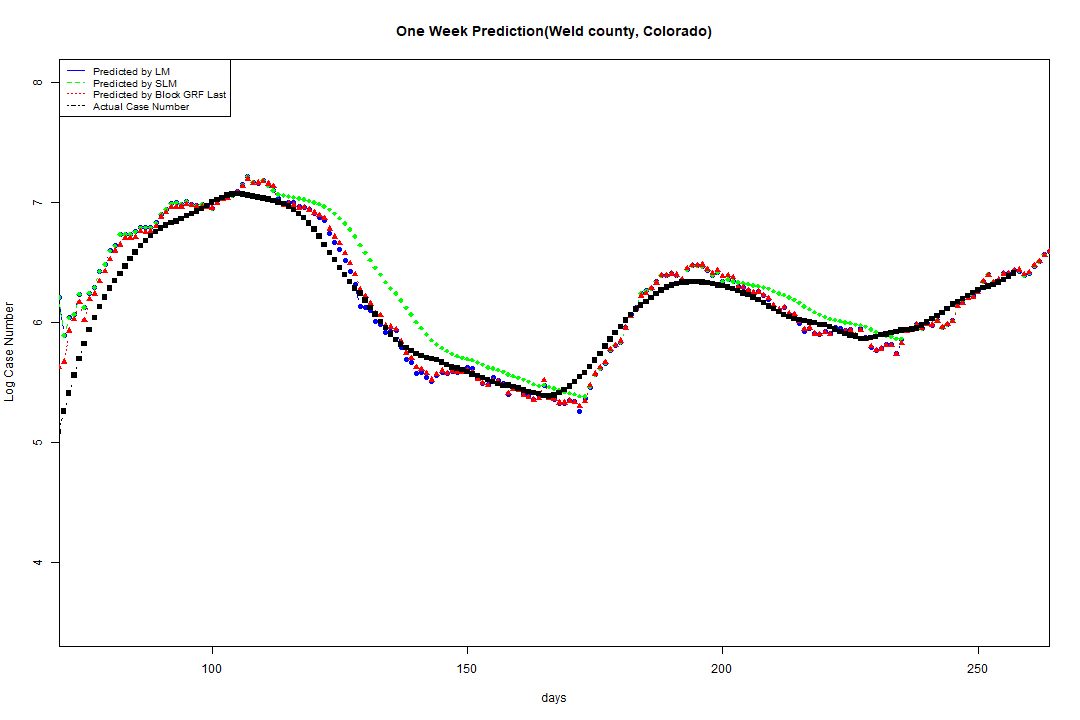 One Week Prediction(Weld county, Colorado)
Predicted by LM
Predicted by SLM
Predicted by Block GRF Last
Actual Case Number
8
7
6
5
4
Log Case Number
100
150
200
250
days